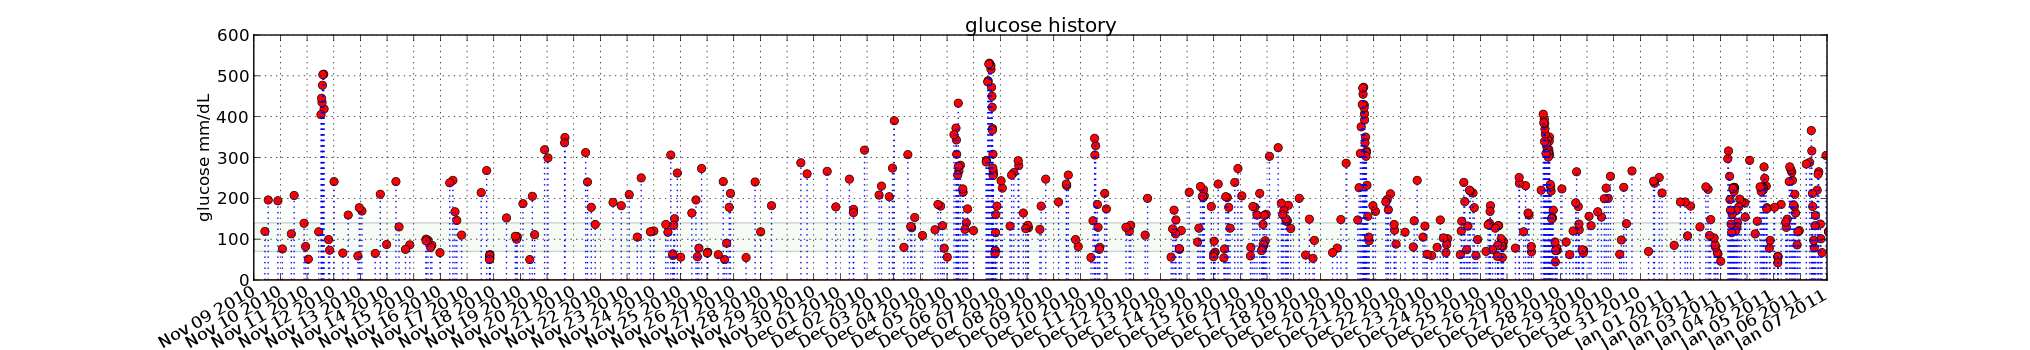 glucose history
glucose mm/dL
600
500
400
300
200
100
0
Nov 09 2010
Nov 10 2010
Nov 11 2010
Nov 12 2010
Nov 13 2010
Nov 14 2010
Nov 15 2010
Nov 16 2010
Nov 17 2010
Nov 18 2010
Nov 19 2010
Nov 20 2010
Nov 21 2010
Nov 22 2010
Nov 23 2010
Nov 24 2010
Nov 25 2010
Nov 26 2010
Nov 27 2010
Nov 28 2010
Nov 29 2010
Nov 30 2010
Dec 01 2010
Dec 02 2010
Dec 03 2010
Dec 04 2010
Dec 05 2010
Dec 06 2010
Dec 07 2010
Dec 08 2010
Dec 09 2010
Dec 10 2010
Dec 11 2010
Dec 12 2010
Dec 13 2010
Dec 14 2010
Dec 15 2010
Dec 16 2010
Dec 17 2010
Dec 18 2010
Dec 19 2010
Dec 20 2010
Dec 21 2010
Dec 22 2010
Dec 23 2010
Dec 24 2010
Dec 25 2010
Dec 26 2010
Dec 27 2010
Dec 28 2010
Dec 29 2010
Dec 30 2010
Dec 31 2010
Jan 01 2011
Jan 02 2011
Jan 03 2011
Jan 04 2011
Jan 05 2011
Jan 06 2011
Jan 07 2011